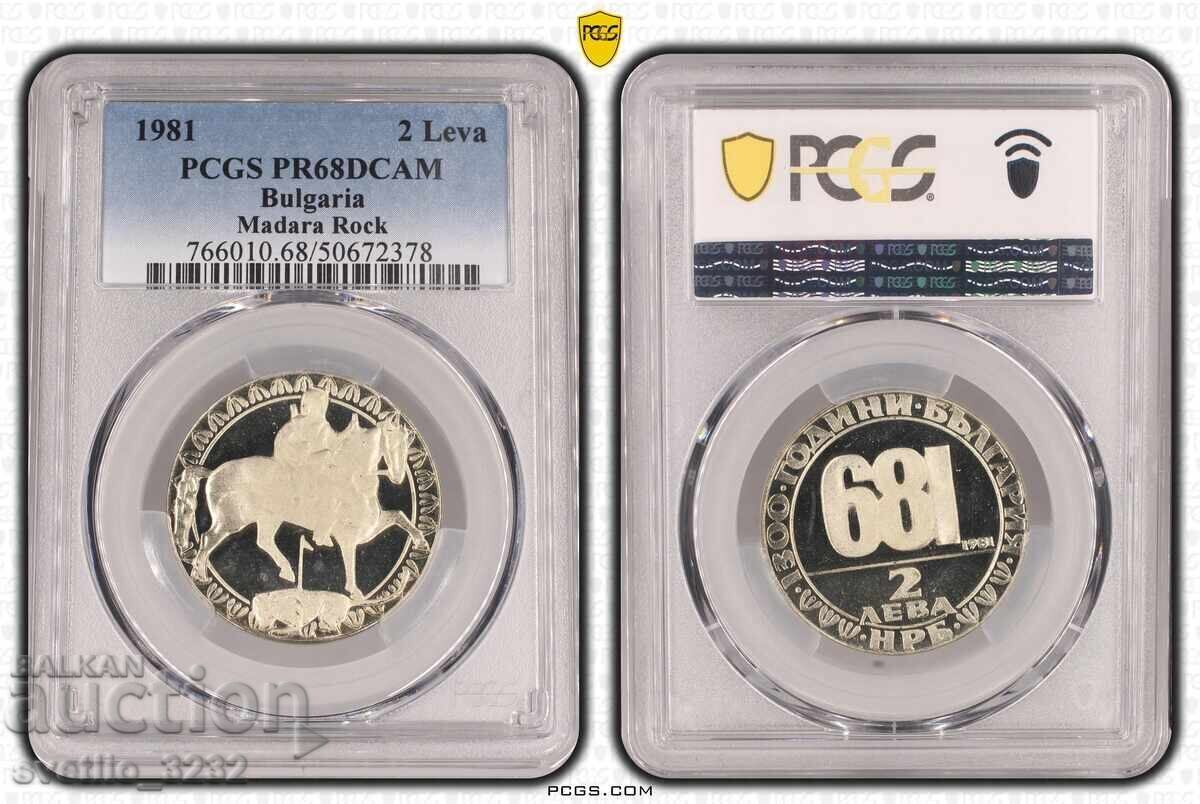 PCGS
1981 2 Leva
PCGS PR68DCAM
Bulgaria
Madara Rock
766010.68/50672378
PCGS
1300·ГОДИНИ·БЪЛГАРИЯ
681
1981
2
ЛЕВА
·НРБ·
BALKAN
auction
svetlio_3232
PCGS.COM